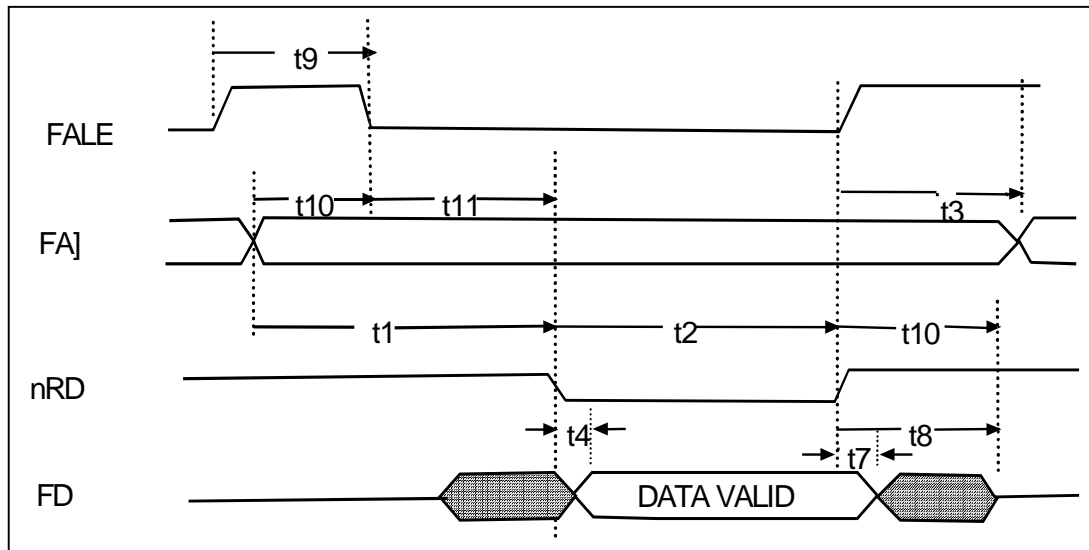 t9
FALE
t10 t11 t3
FA]
t1 t2 t10
nRD
t4 t8
t7
FD DATA VALID